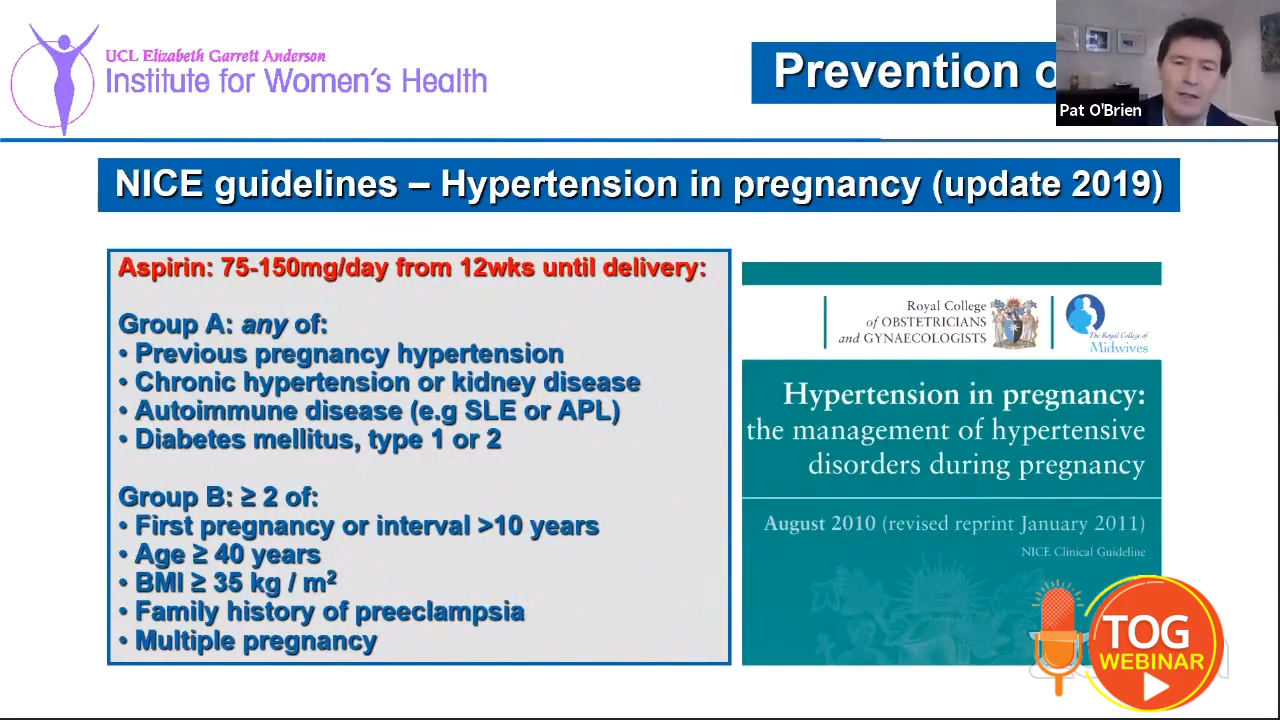 UCL Elizabeth Garrett Anderson
Institute for Women's Health
Prevention o
Pat O'Brien
NICE guidelines – Hypertension in pregnancy (update 2019)
Aspirin: 75-150mg/day from 12wks until delivery:
Group A: any of:
• Previous pregnancy hypertension
• Chronic hypertension or kidney disease
• Autoimmune disease (e.g SLE or APL)
• Diabetes mellitus, type 1 or 2
Group B: ≥ 2 of:
• First pregnancy or interval >10 years
• Age ≥ 40 years
• BMI ≥ 35 kg / m²
• Family history of preeclampsia
• Multiple pregnancy
Royal College
of OBSTETRICIANS
and GYNAECOLOGISTS
The Royal College of
Midwives
Hypertension in pregnancy:
the management of hypertensive
disorders during pregnancy
August 2010 (revised reprint January 2011)
NICE Clinical Guideline
TOG
WEBINAR